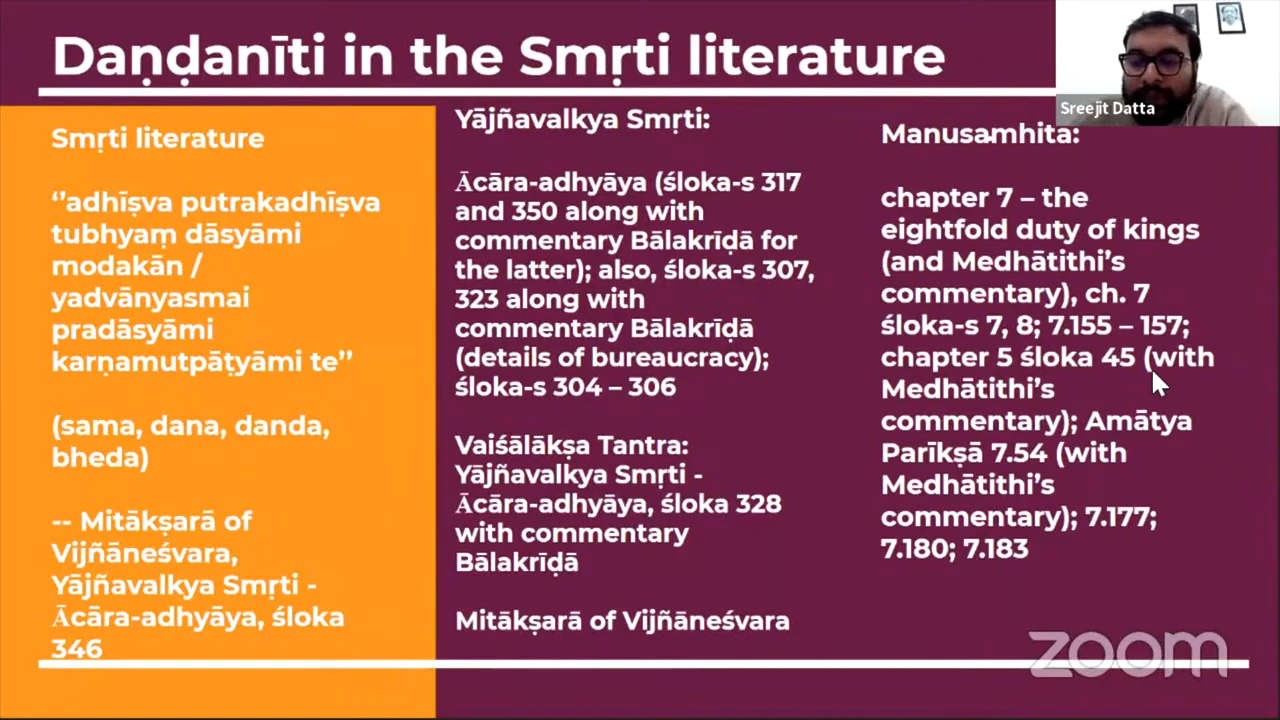 Daṇḍanīti in the Smṛti literature
Sreejit Datta
Smṛti literature
‘’adhīṣva putrakadhīṣva
tubhyaṃ dāsyāmi
modakān /
yadvānyasmai
pradāsyāmi
karṇamutpāṭyāmi te’’
(sama, dana, danda,
bheda)
-- Mitākṣarā of
Vijñāneśvara,
Yājñavalkya Smṛti -
Ācāra-adhyāya, śloka
346
Yājñavalkya Smṛti:
Ācāra-adhyāya (śloka-s 317
and 350 along with
commentary Bālakrīḍā for
the latter); also, śloka-s 307,
323 along with
commentary Bālakrīḍā
(details of bureaucracy);
śloka-s 304 – 306
Vaiśālākṣa Tantra:
Yājñavalkya Smṛti -
Ācāra-adhyāya, śloka 328
with commentary
Bālakrīḍā
Mitākṣarā of Vijñāneśvara
Manusaṃhita:
chapter 7 – the
eightfold duty of kings
(and Medhātithi’s
commentary), ch. 7
śloka-s 7, 8; 7.155 – 157;
chapter 5 śloka 45 (with
Medhātithi’s
commentary); Amātya
Parīkṣā 7.54 (with
Medhātithi’s
commentary); 7.177;
7.180; 7.183
zoom